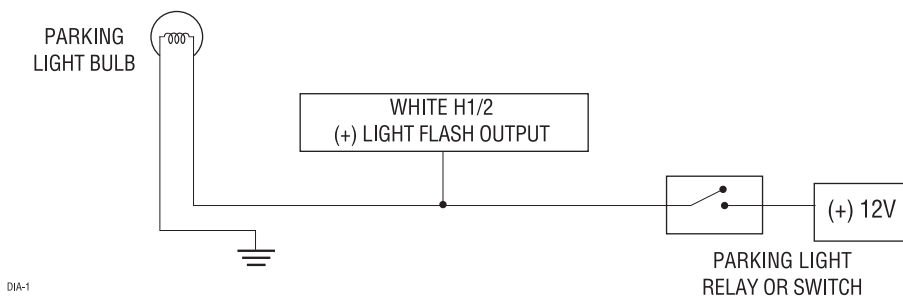 PARKING
LIGHT BULB
WHITE H1/2
(+) LIGHT FLASH OUTPUT
(+) 12V
PARKING LIGHT
RELAY OR SWITCH
DIA-1